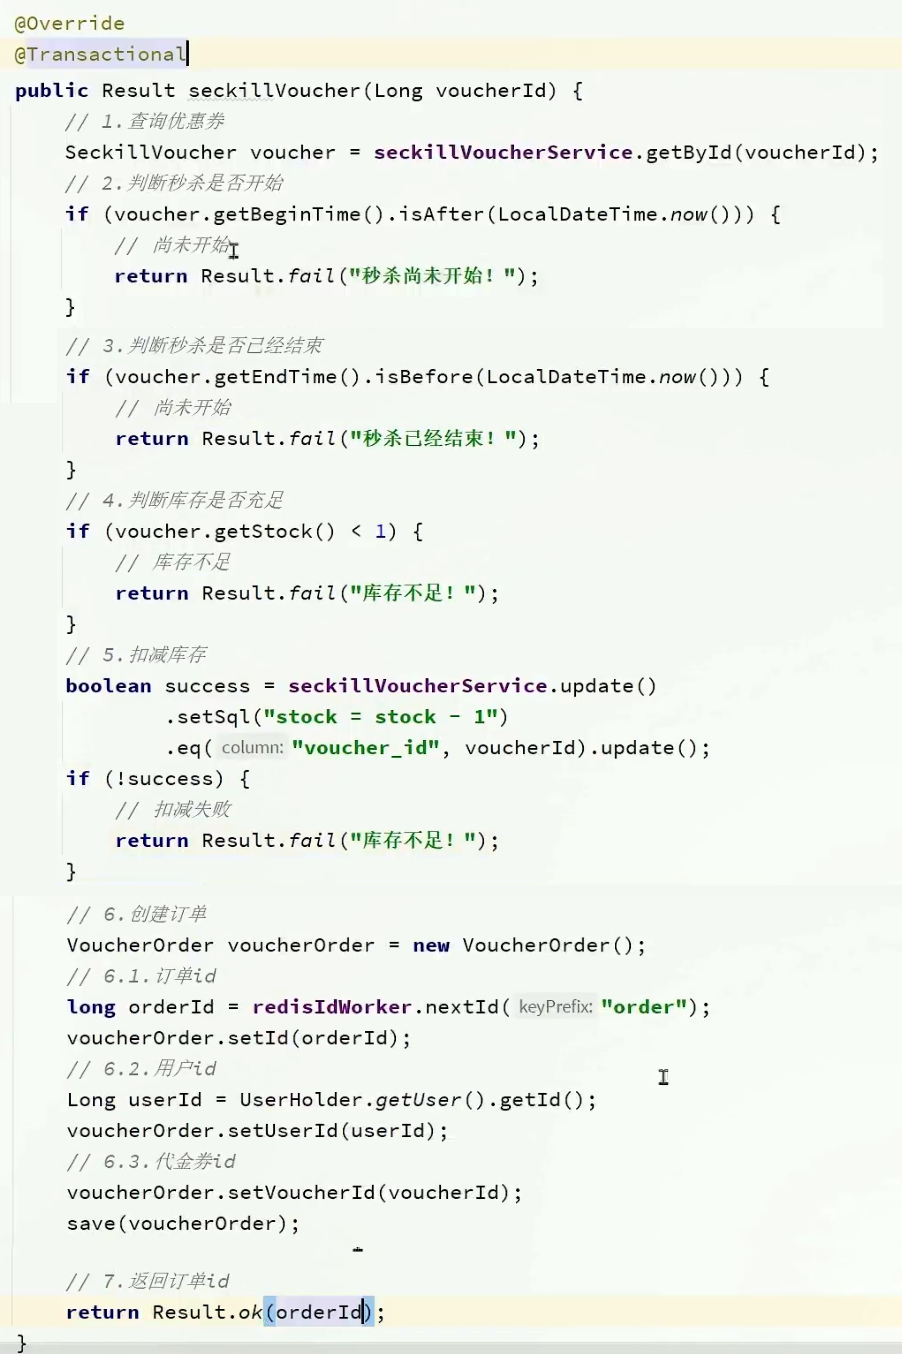 @Override
@Transactional
public Result seckillVoucher(Long voucherId) {
// 1.查询优惠券
SeckillVoucher voucher = seckillVoucherService.getById(voucherId);
// 2.判断秒杀是否开始
if (voucher.getBeginTime().isAfter(LocalDateTime.now())) {
// 尚未开始
return Result.fail("秒杀尚未开始！");
}
// 3.判断秒杀是否已经结束
if (voucher.getEndTime().isBefore(LocalDateTime.now())) {
// 尚未开始
return Result.fail("秒杀已经结束！");
}
// 4.判断库存是否充足
if (voucher.getStock() < 1) {
// 库存不足
return Result.fail("库存不足！");
}
// 5.扣减库存
boolean success = seckillVoucherService.update()
.setSql("stock = stock - 1")
.eq( column: "voucher_id", voucherId).update();
if (!success) {
// 扣减失败
return Result.fail("库存不足！");
}
// 6.创建订单
VoucherOrder voucherOrder = new VoucherOrder();
// 6.1.订单id
long orderId = redisIdWorker.nextId( keyPrefix: "order");
voucherOrder.setId(orderId);
// 6.2.用户id
Long userId = UserHolder.getUser().getId();
voucherOrder.setUserId(userId);
// 6.3.代金券id
voucherOrder.setVoucherId(voucherId);
save(voucherOrder);
// 7.返回订单id
return Result.ok(orderId);
}